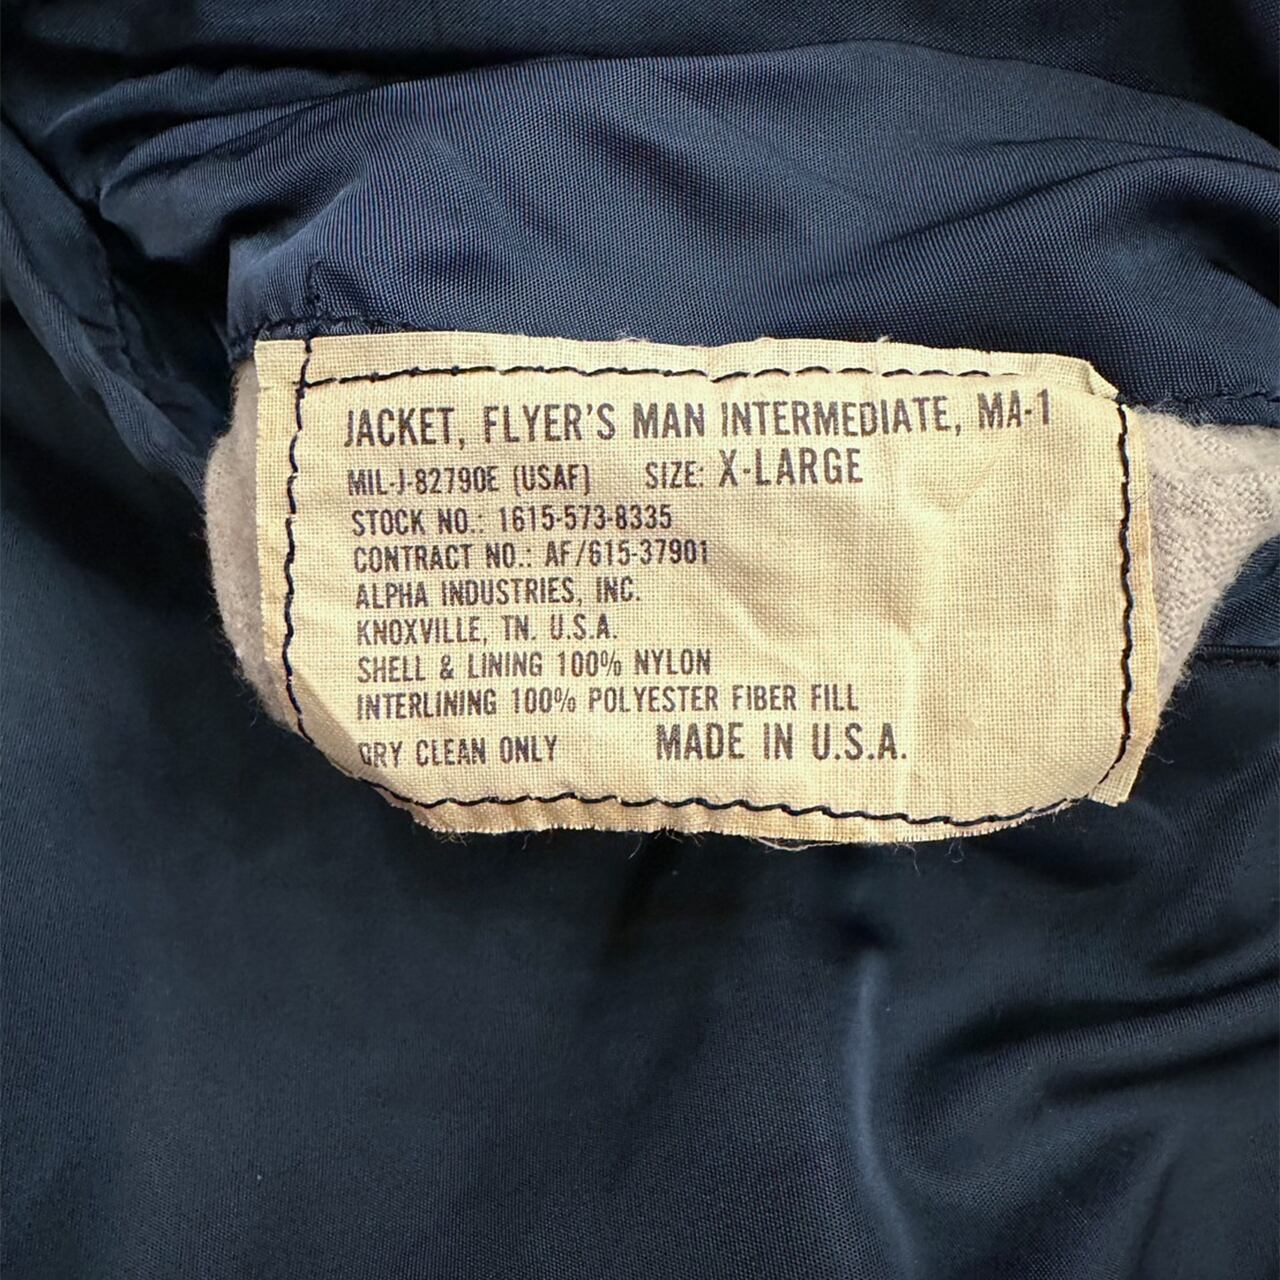 JACKET, FLYER'S MAN INTERMEDIATE, MA-1
MIL-J-82790E (USAF) SIZE: X-LARGE
STOCK NO.: 1615-573-8335
CONTRACT NO.: AF/615-37901
ALPHA INDUSTRIES, INC.
KNOXVILLE, TN. U.S.A.
SHELL & LINING 100% NYLON
INTERLINING 100% POLYESTER FIBER FILL
DRY CLEAN ONLY MADE IN U.S.A.